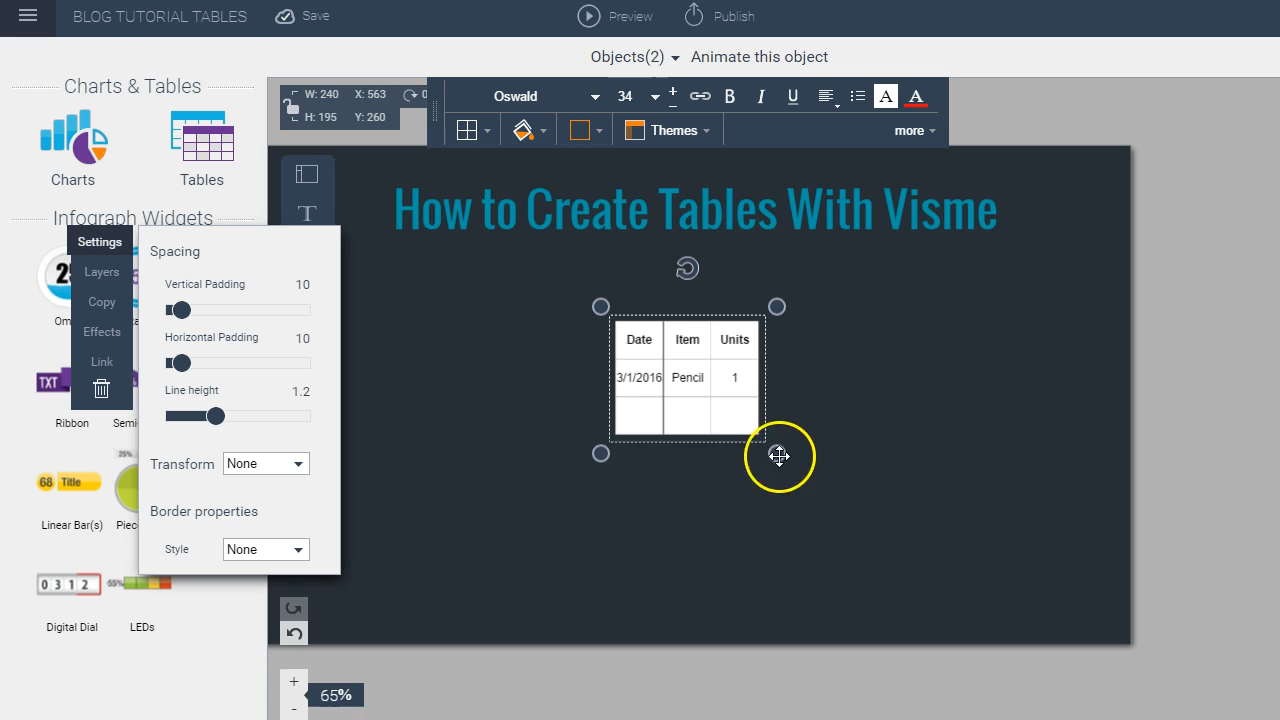 BLOG TUTORIAL TABLES
Save
Preview
Publish
Objects(2)
Animate this object
Charts & Tables
Charts
Tables
Infograph Widgets
W: 240 X: 563
H: 195 Y: 260
Oswald
34
B I U A A
Themes
more
T
How to Create Tables With Visme
Settings
Layers
Copy
Effects
Link
Spacing
Vertical Padding 10
Horizontal Padding 10
Line height 1.2
Transform None
Border properties
Style None
TXT
Ribbon
25%
68 Title
Linear Bar(s)
0 3 1 2
55%
Digital Dial
LEDs
Date Item Units
3/1/2016 Pencil 1
+
65%
-